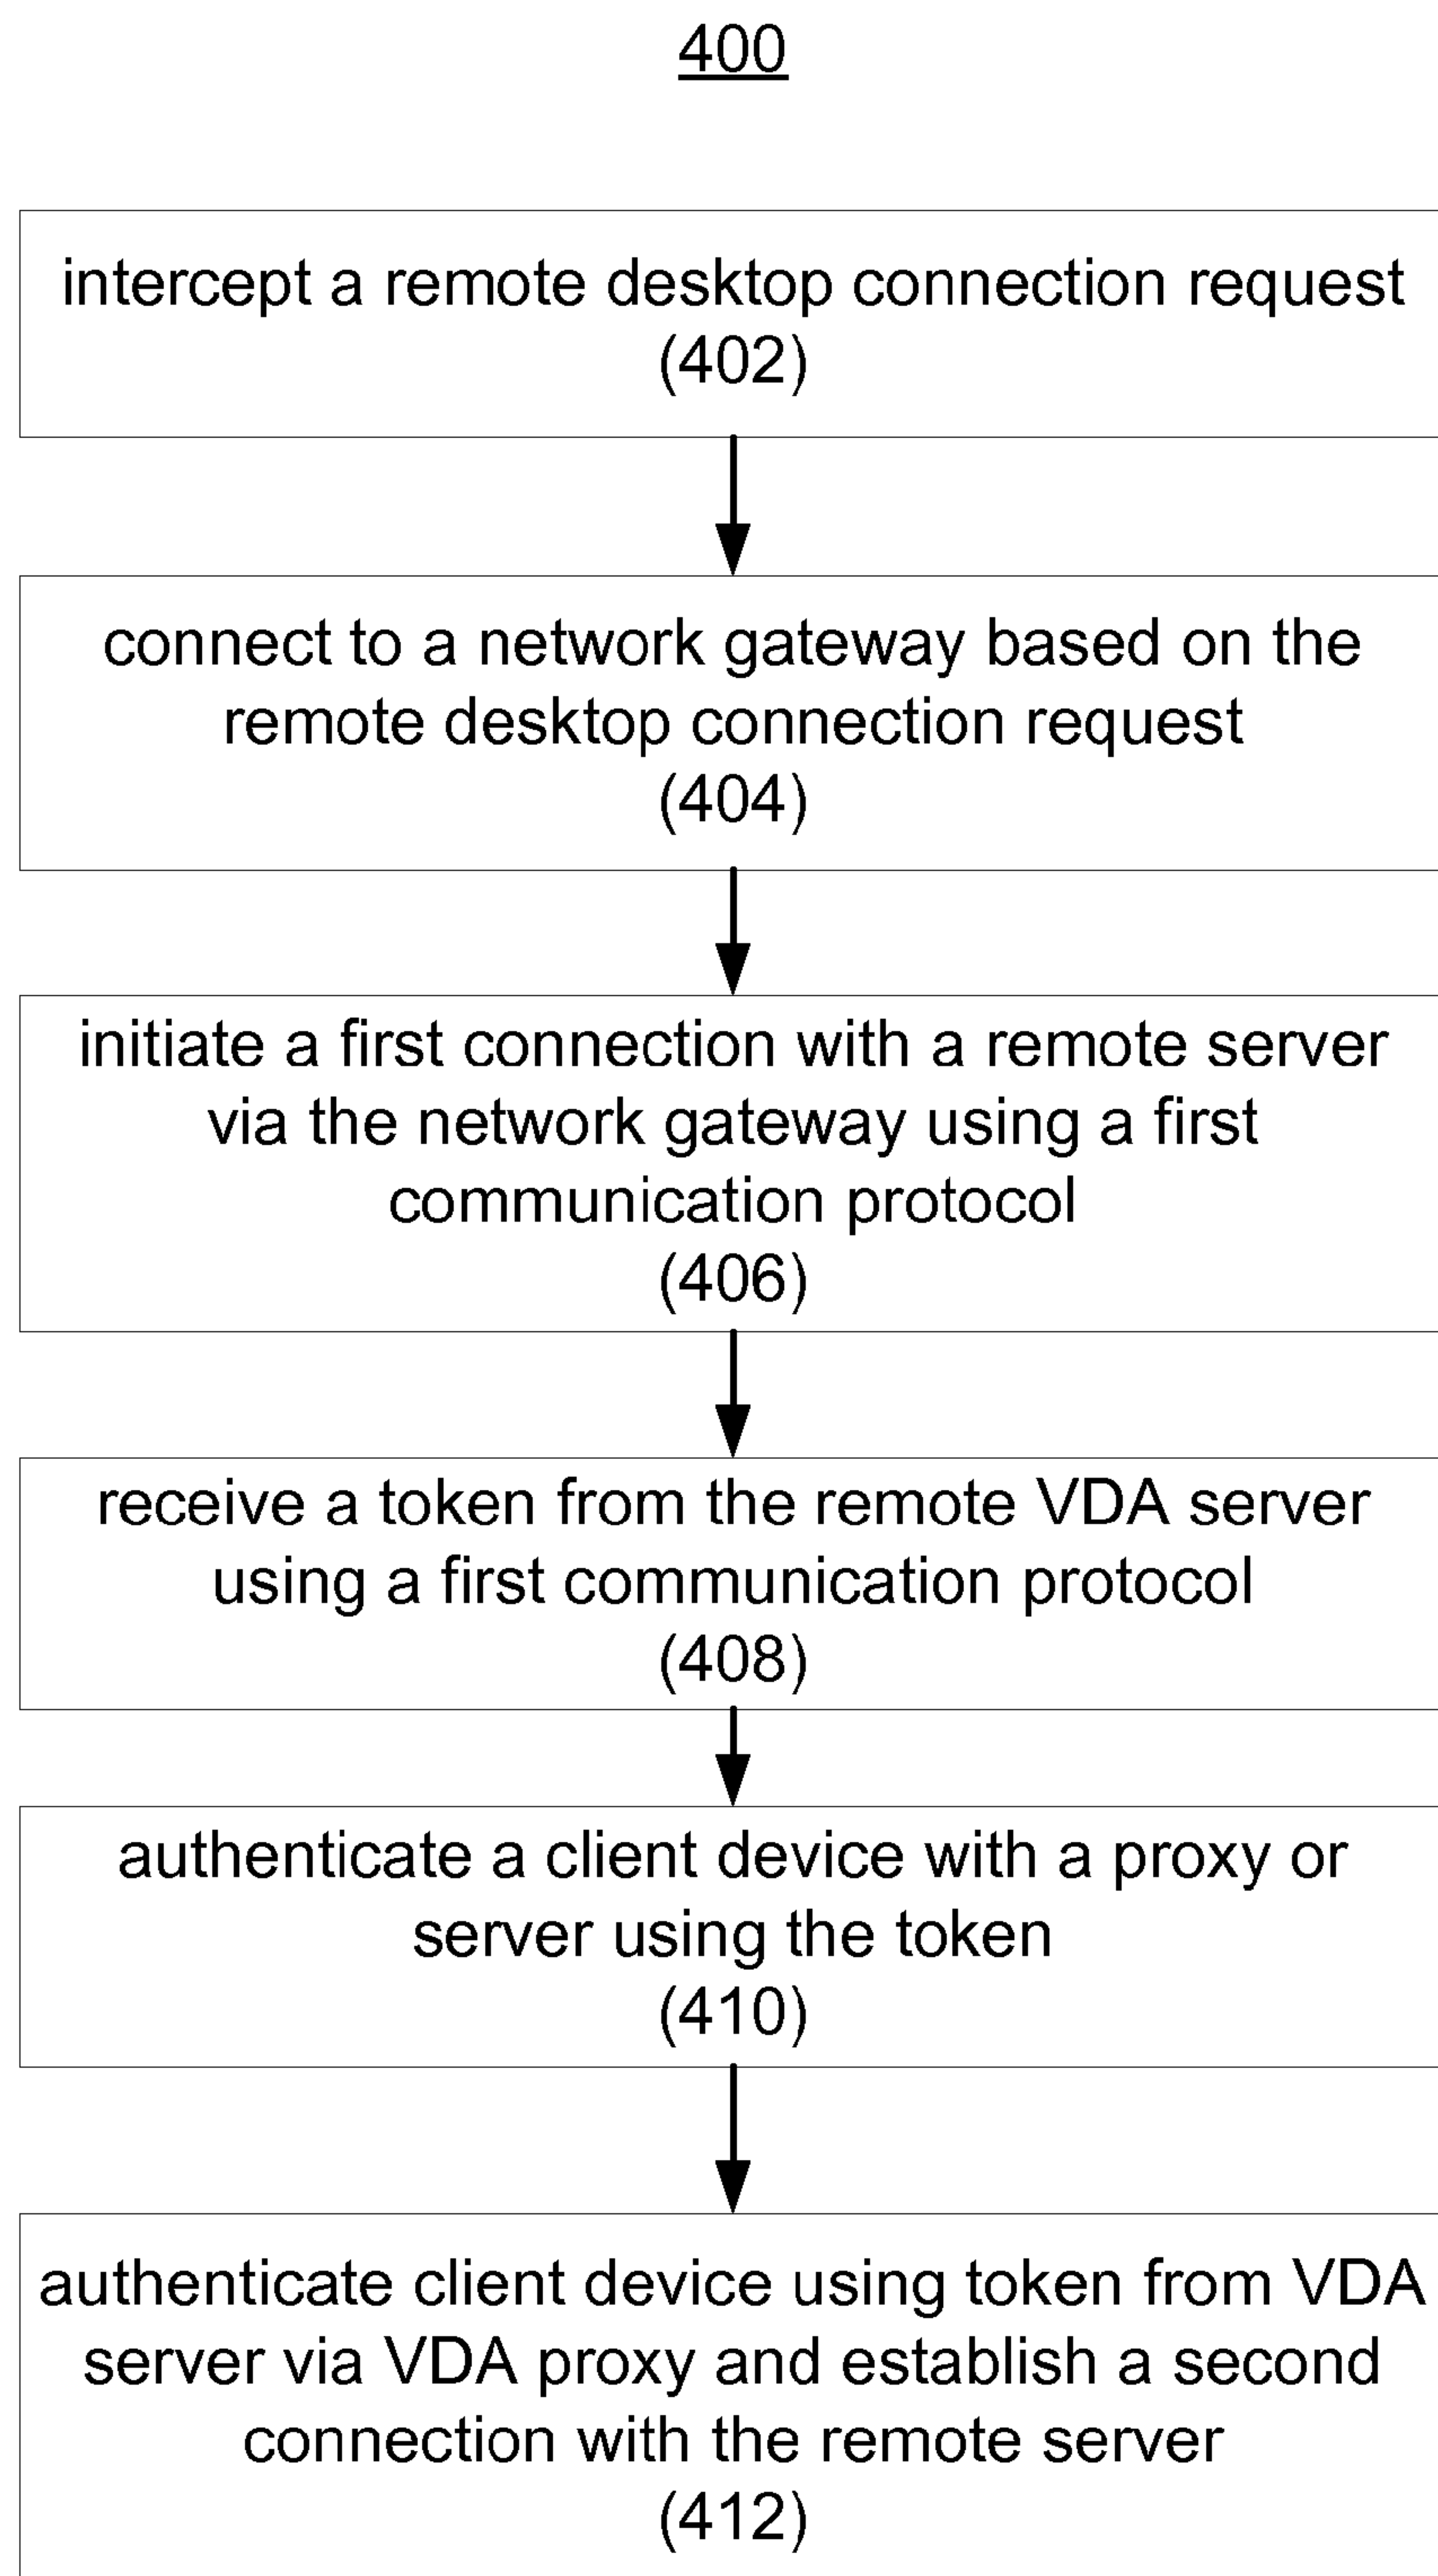 400
intercept a remote desktop connection request
(402)
connect to a network gateway based on the
remote desktop connection request
(404)
initiate a first connection with a remote server
via the network gateway using a first
communication protocol
(406)
receive a token from the remote VDA server
using a first communication protocol
(408)
authenticate a client device with a proxy or
server using the token
(410)
authenticate client device using token from VDA
server via VDA proxy and establish a second
connection with the remote server
(412)